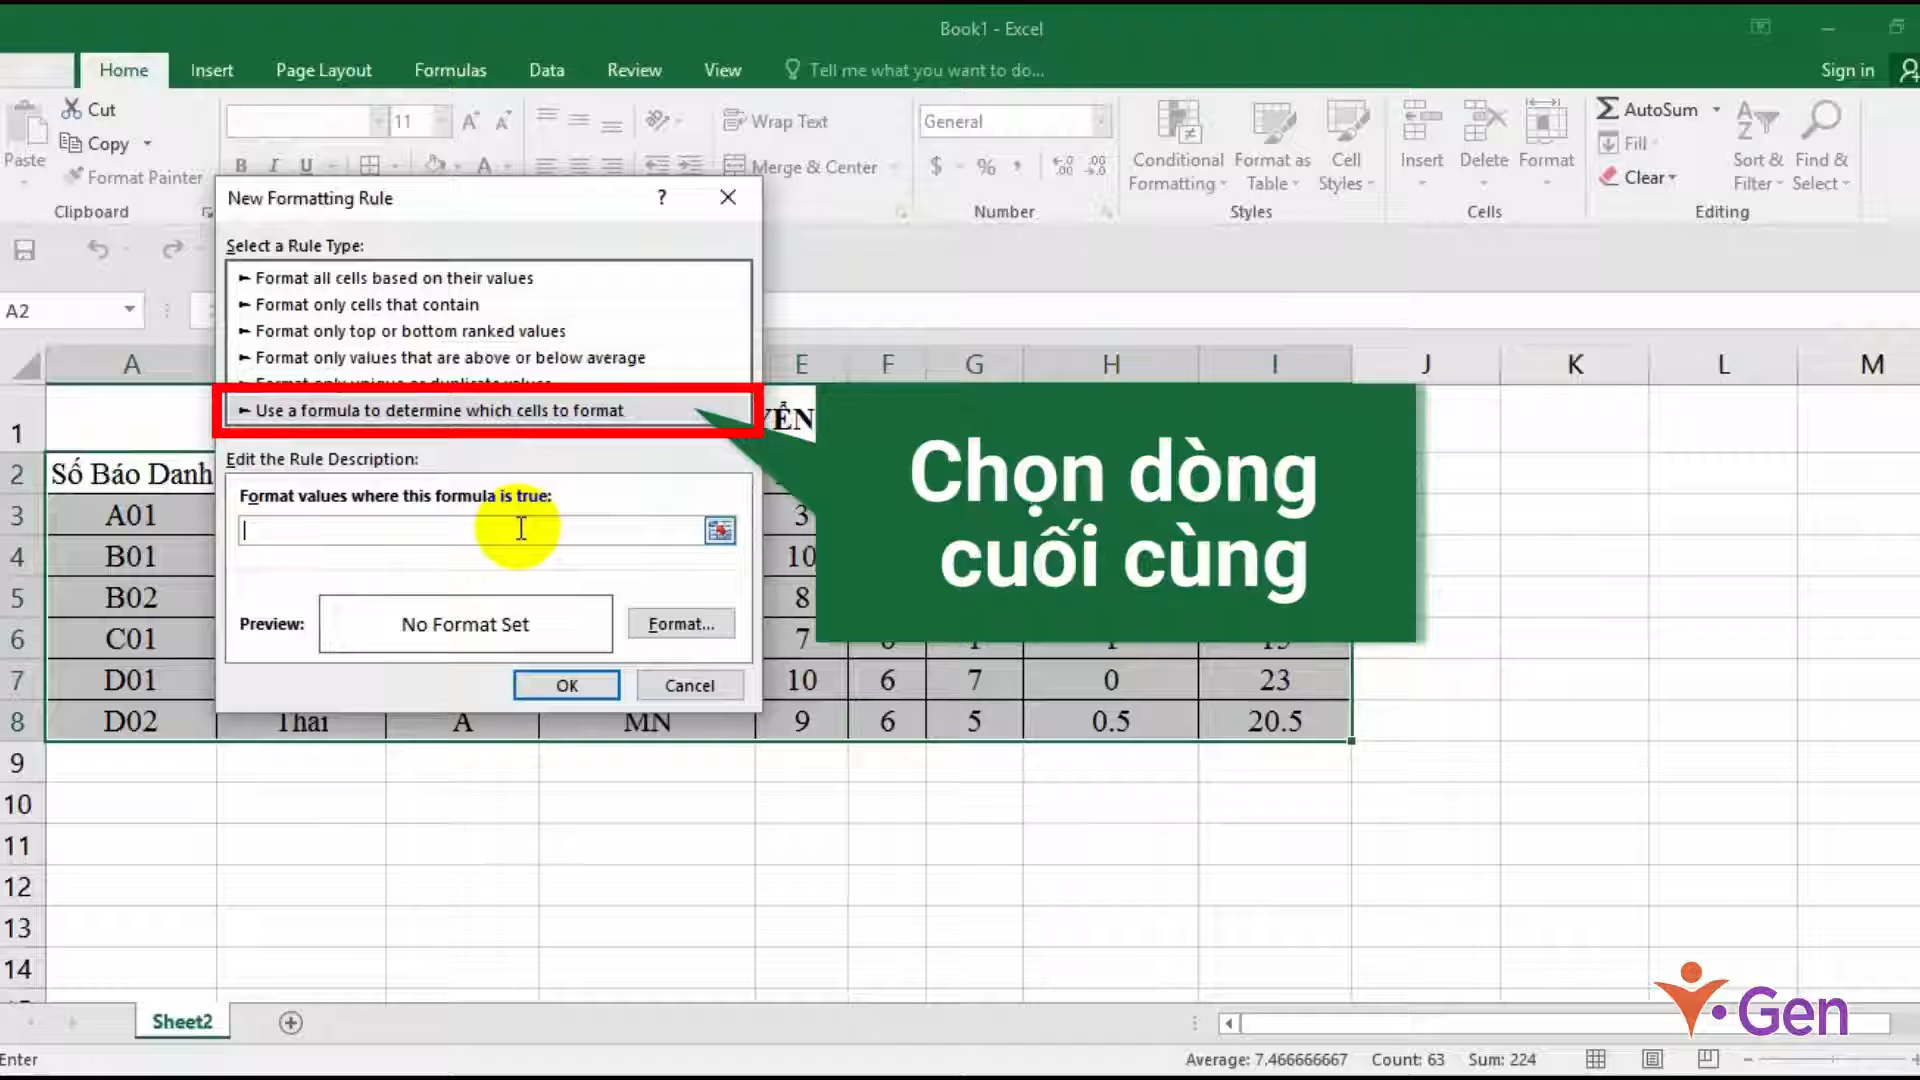 Book1 - Excel
Home Insert Page Layout Formulas Data Review View Tell me what you want to do... Sign in
Cut
Copy
Format Painter
Paste
Clipboard
11
B I U A
Wrap Text
Merge & Center
General
$ % ,
Number
Conditional Formatting
Format as Table
Cell Styles
Styles
Insert Delete Format
Cells
AutoSum
Fill
Clear
Sort & Filter
Find & Select
Editing
A2
New Formatting Rule ?
Select a Rule Type:
► Format all cells based on their values
► Format only cells that contain
► Format only top or bottom ranked values
► Format only values that are above or below average
► Format only unique or duplicate values
► Use a formula to determine which cells to format
Edit the Rule Description:
Format values where this formula is true:
Preview: No Format Set Format...
OK Cancel
A E F G H I J K L M
1
2 Số Báo Danh
3 A01 3
4 B01 10
5 B02 8
6 C01 7
7 D01 10 6 7 0 23
8 D02 Thái A MN 9 6 5 0.5 20.5
9
10
11
12
13
14
Chọn dòng
cuối cùng
Sheet2
Gen
Enter Average: 7.466666667 Count: 63 Sum: 224